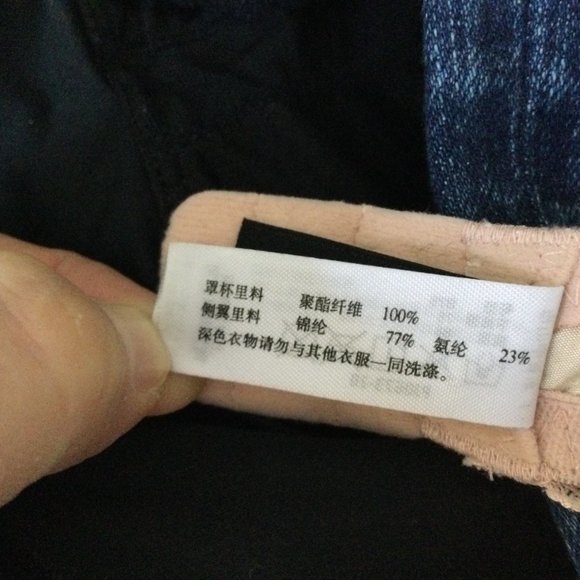 罩杯里料 聚酯纤维 100%
侧翼里料 锦纶 77% 氨纶 23%
深色衣物请勿与其他衣服一同洗涤。